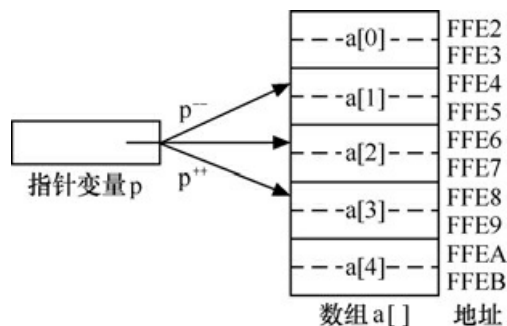 a[0]
a[1]
a[2]
a[3]
a[4]
FFE2
FFE3
FFE4
FFE5
FFE6
FFE7
FFE8
FFE9
FFEA
FFEB
p--
p++
指针变量p
数组a[ ]
地址